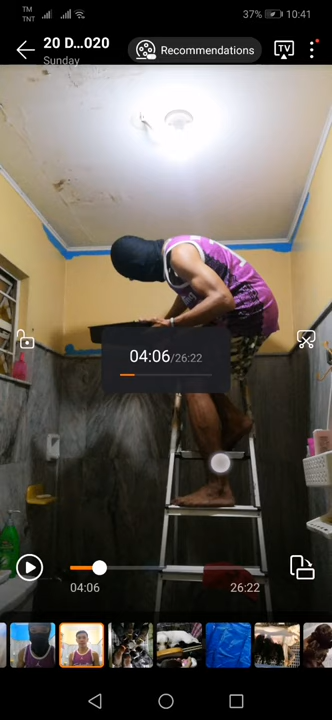 TM
TNT
37% 10:41
20 D...020
Sunday
Recommendations
TV
04:06/26:22
04:06
26:22